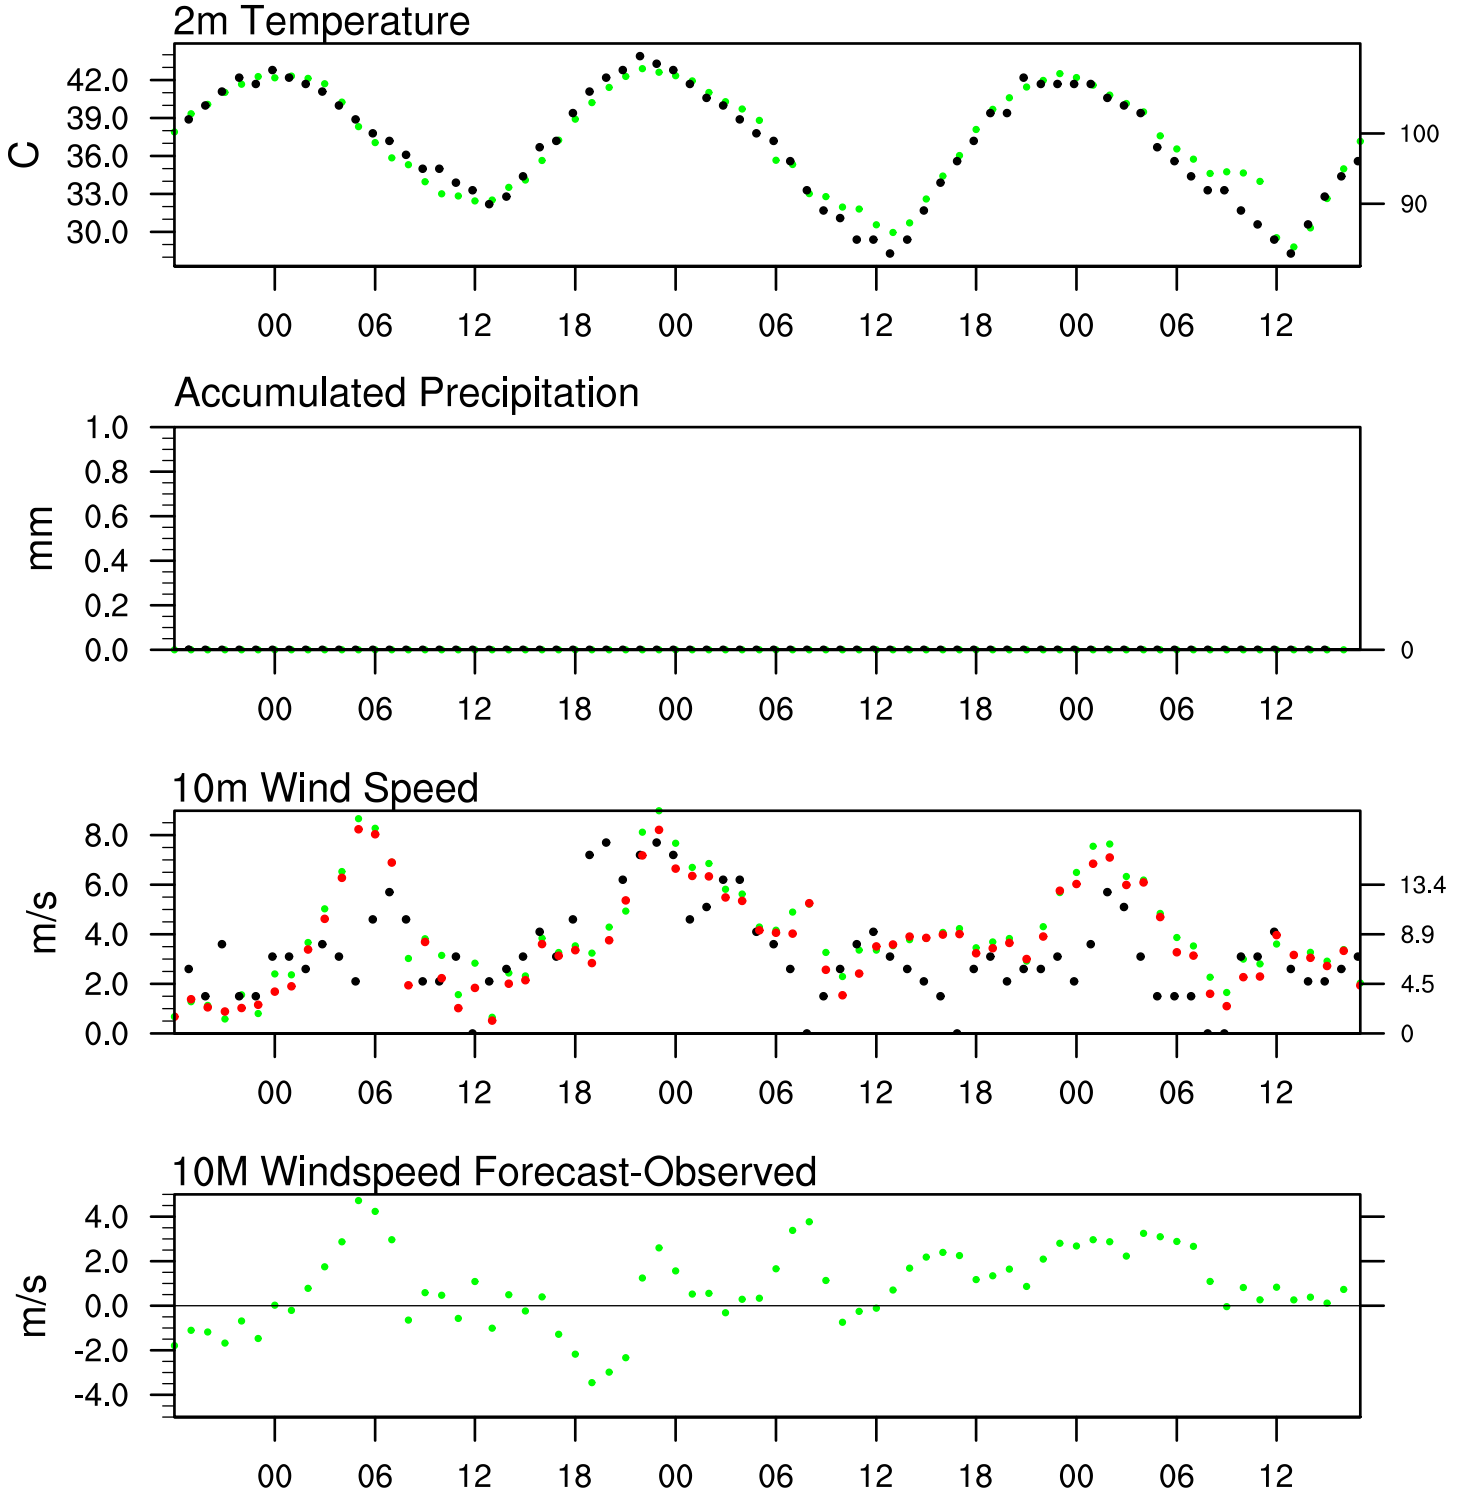 2m Temperature
42.0
39.0
36.0
33.0
30.0
C
100
90
00 06 12 18 00 06 12 18 00 06 12
Accumulated Precipitation
1.0
0.8
0.6
0.4
0.2
0.0
mm
0
00 06 12 18 00 06 12 18 00 06 12
10m Wind Speed
8.0
6.0
4.0
2.0
0.0
m/s
13.4
8.9
4.5
0
00 06 12 18 00 06 12 18 00 06 12
10M Windspeed Forecast-Observed
4.0
2.0
0.0
-2.0
-4.0
m/s
00 06 12 18 00 06 12 18 00 06 12